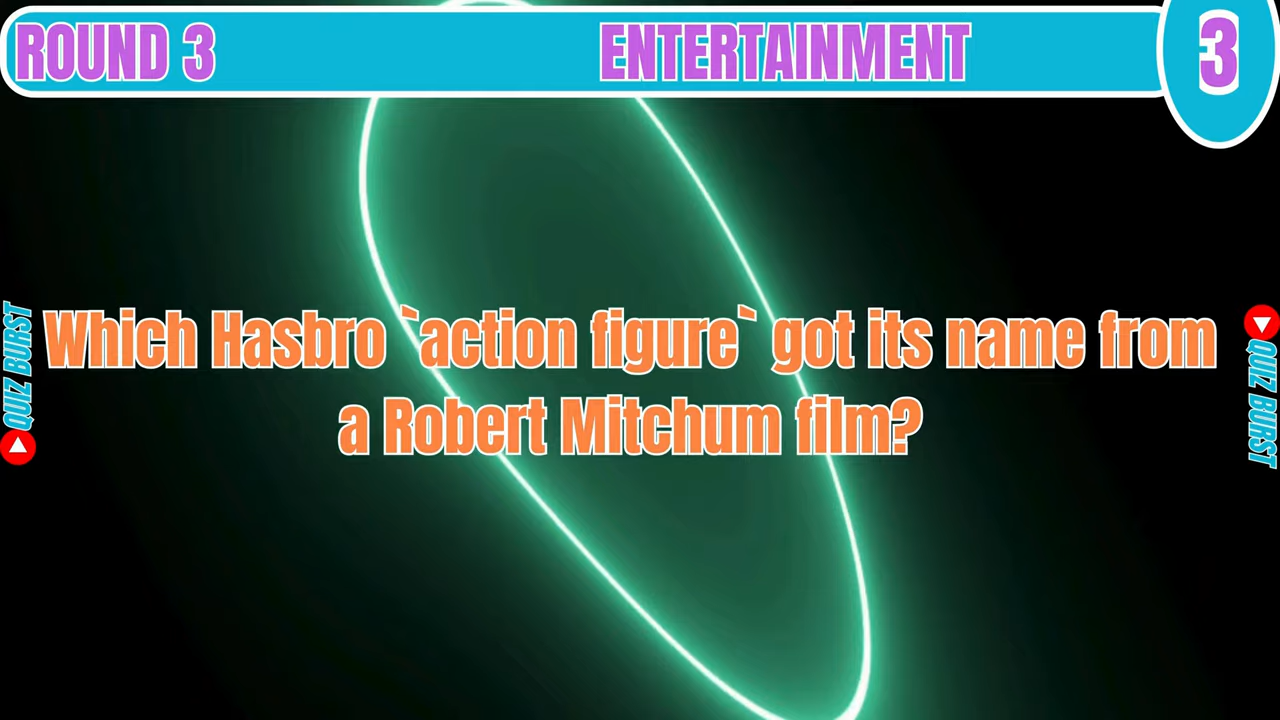 ROUND 3
ENTERTAINMENT
3
Which Hasbro `action figure` got its name from
a Robert Mitchum film?
QUIZ BURST
QUIZ BURST